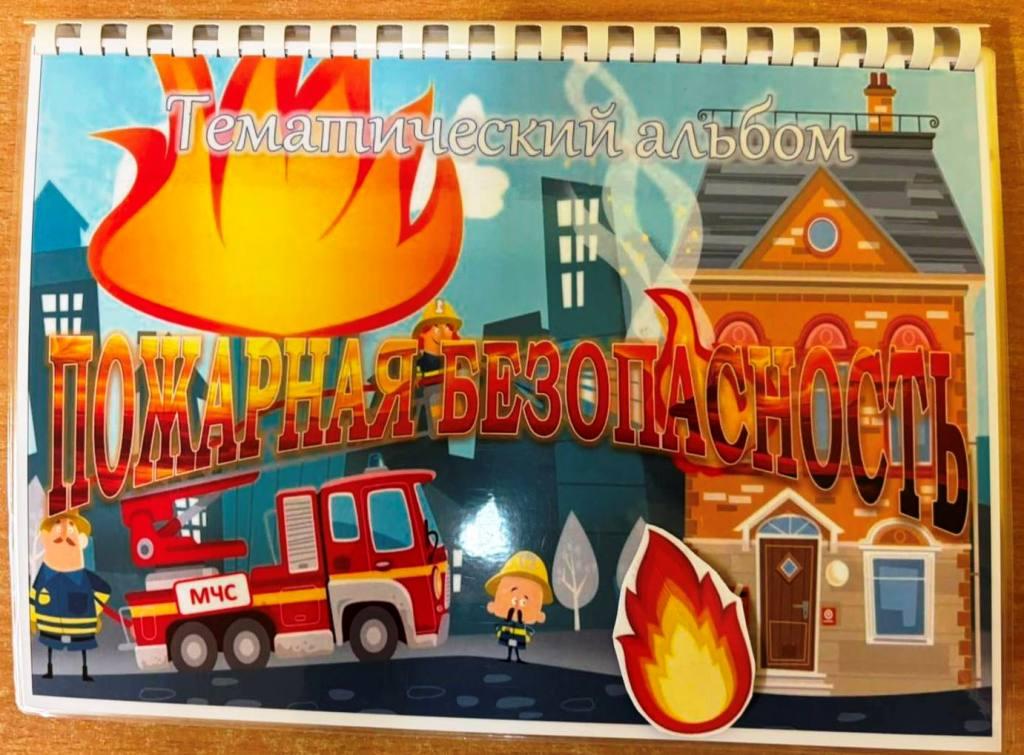 Тематический альбом
ПОЖАРНАЯ БЕЗОПАСНОСТЬ
МЧС